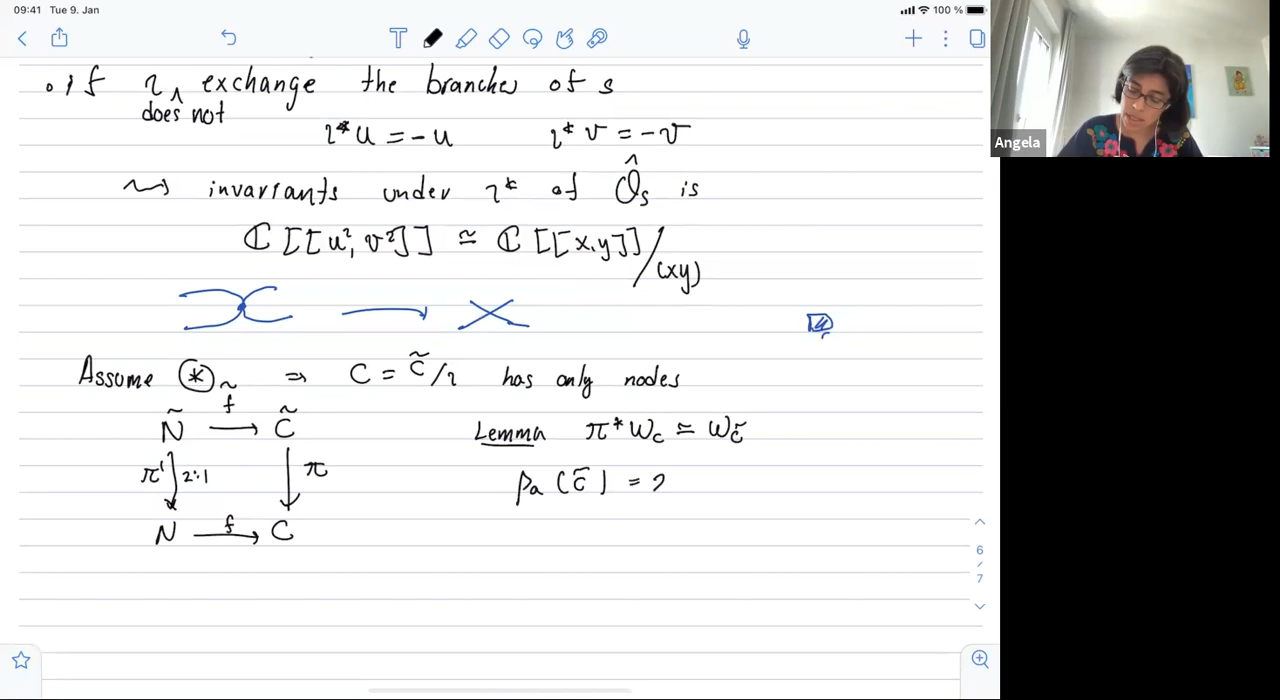 09:41 Tue 9. Jan
100 %
Angela
• if ι exchange the branches of s
does not
ι* u = -u ι* v = -v
⇝ invariants under ι* of Ô_s is
ℂ[[u², v²]] ≅ ℂ[[x,y]]/(xy)
Assume ⊛ ⇒ C = C̃/ι has only nodes
Ñ —f̃→ C̃
Lemma π* ω_C ≅ ω_C̃
π' 2:1 π
p_a(C̃) = 2
N —f→ C
6
7